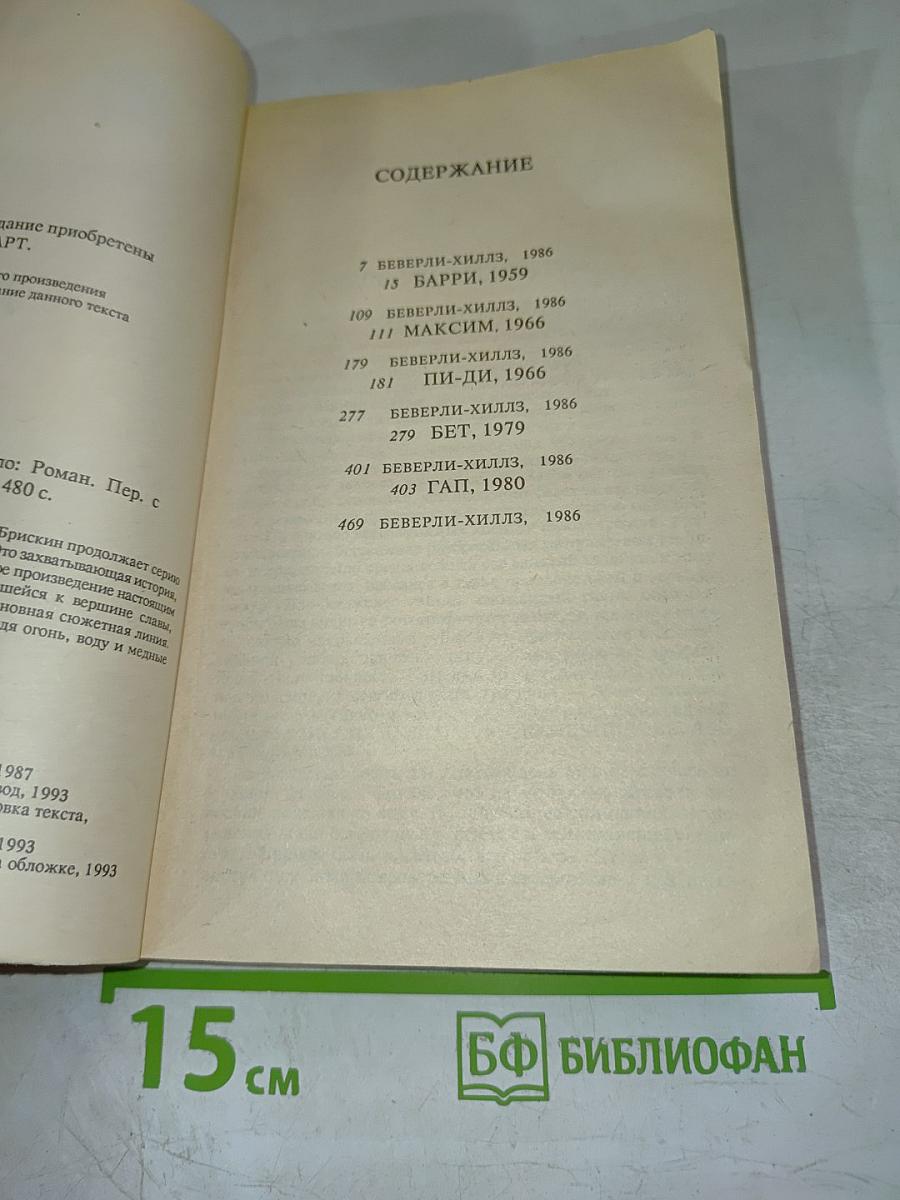 дание приобретены
АРТ.
го произведения
ние данного текста
ло: Роман. Пер. с
480 с.
Брискин продолжает серию
Это захватывающая история,
ое произведение настоящим
шейся к вершине славы,
новная сюжетная линия.
дя огонь, воду и медные
1987
вод, 1993
овка текста,
1993
а обложке, 1993
СОДЕРЖАНИЕ
7 БЕВЕРЛИ-ХИЛЛЗ, 1986
15 БАРРИ, 1959
109 БЕВЕРЛИ-ХИЛЛЗ, 1986
111 МАКСИМ, 1966
179 БЕВЕРЛИ-ХИЛЛЗ, 1986
181 ПИ-ДИ, 1966
277 БЕВЕРЛИ-ХИЛЛЗ, 1986
279 БЕТ, 1979
401 БЕВЕРЛИ-ХИЛЛЗ, 1986
403 ГАП, 1980
469 БЕВЕРЛИ-ХИЛЛЗ, 1986
15 см
БФ БИБЛИОФАН